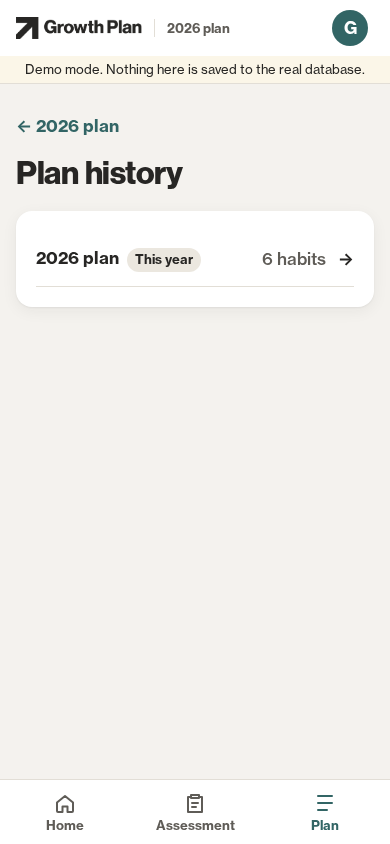 Growth Plan
2026 plan
G
Demo mode. Nothing here is saved to the real database.
← 2026 plan
Plan history
2026 plan This year 6 habits →
Home
Assessment
Plan